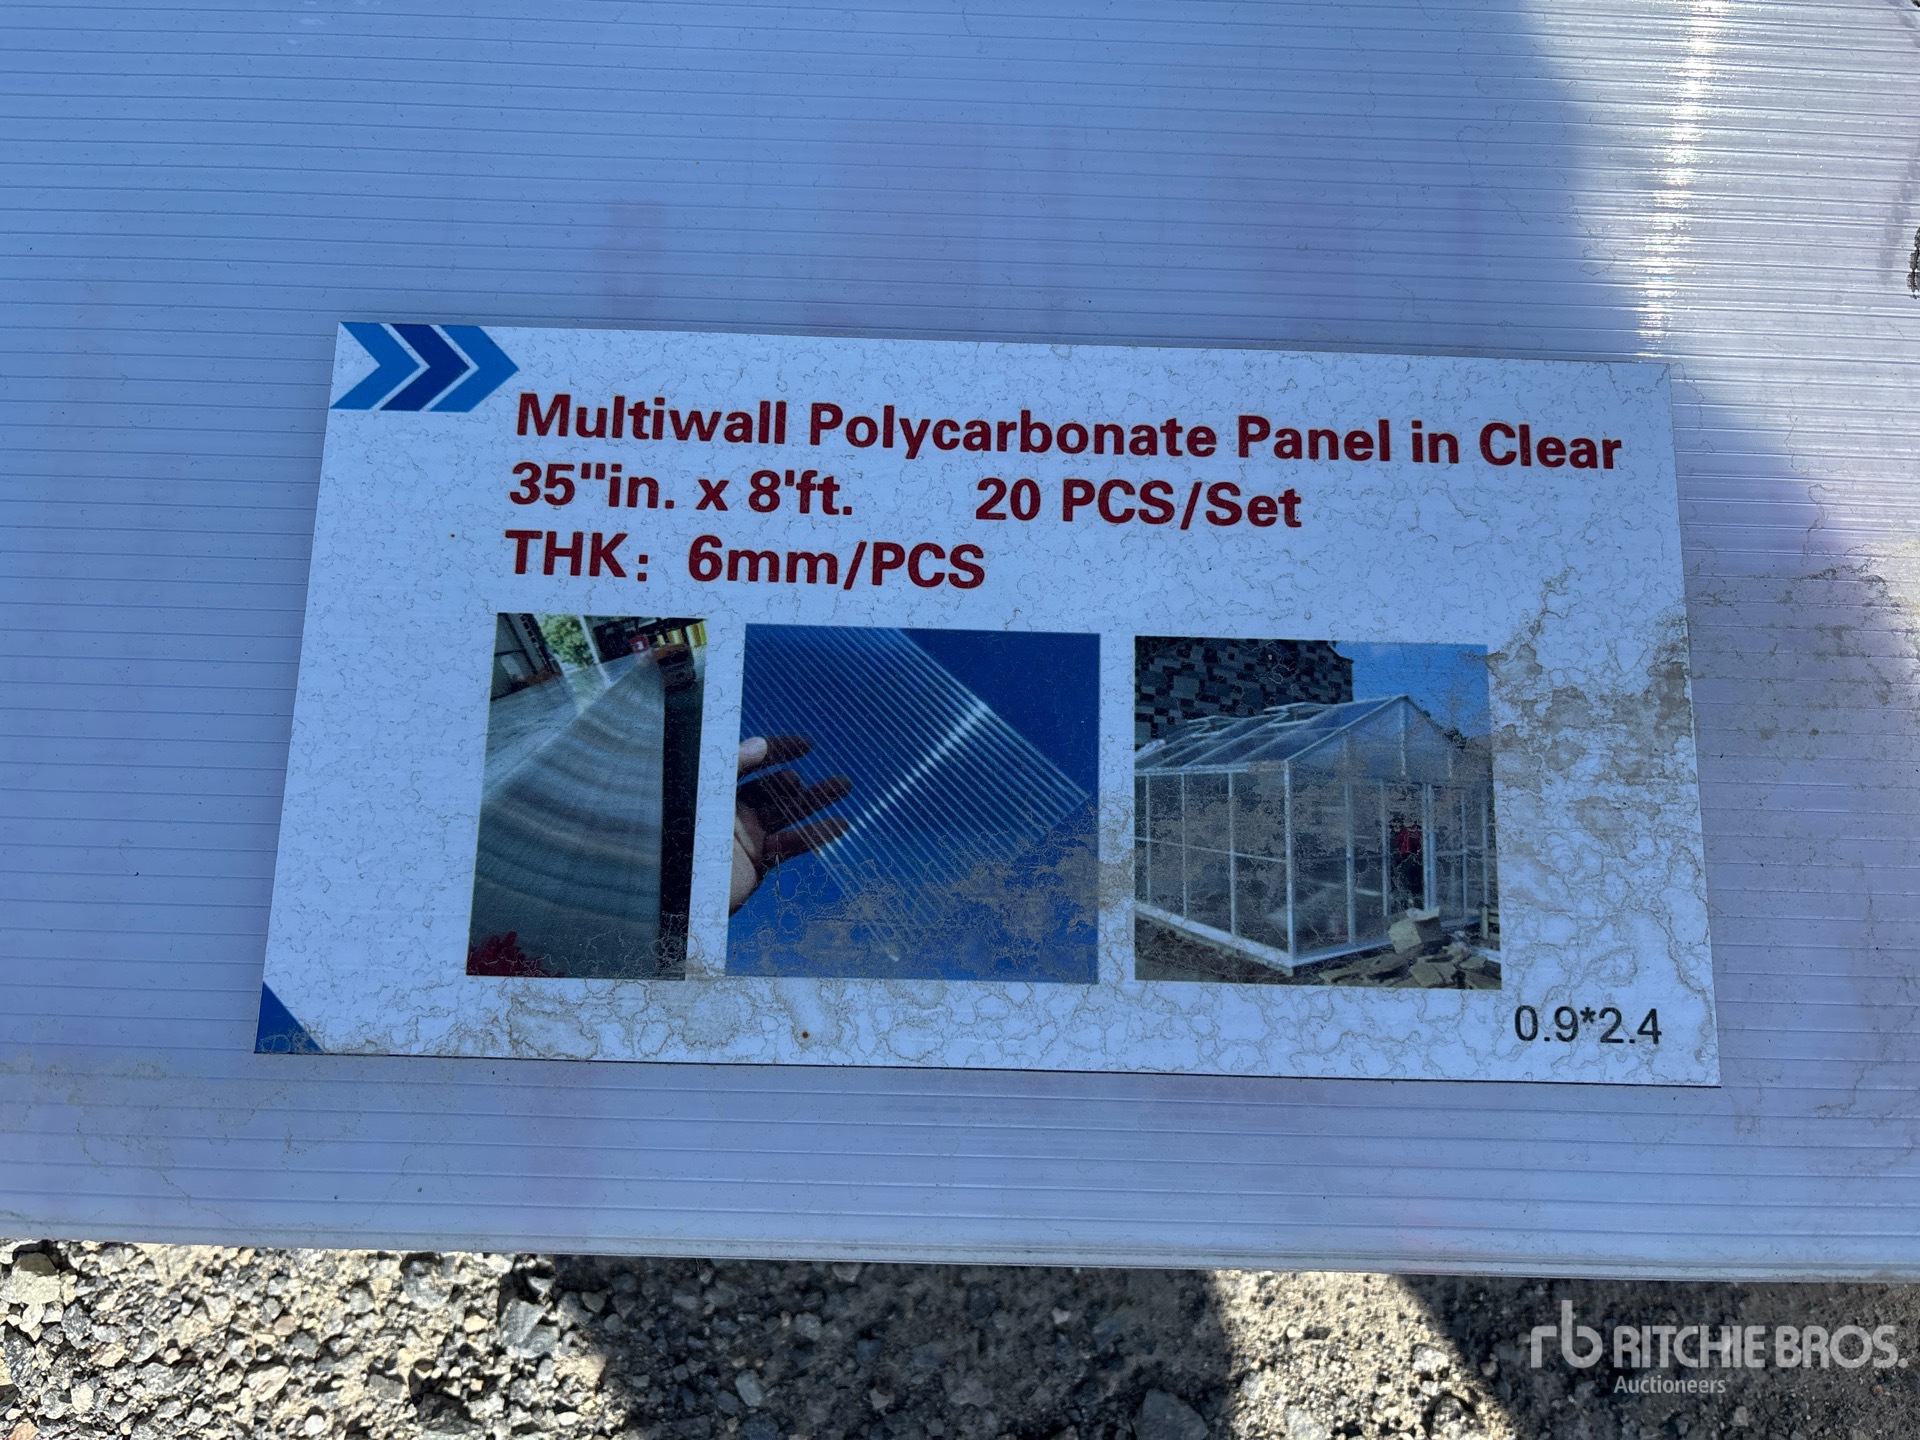 Multiwall Polycarbonate Panel in Clear
35"in. x 8'ft. 20 PCS/Set
THK: 6mm/PCS
0.9*2.4
rb RITCHIE BROS.
Auctioneers